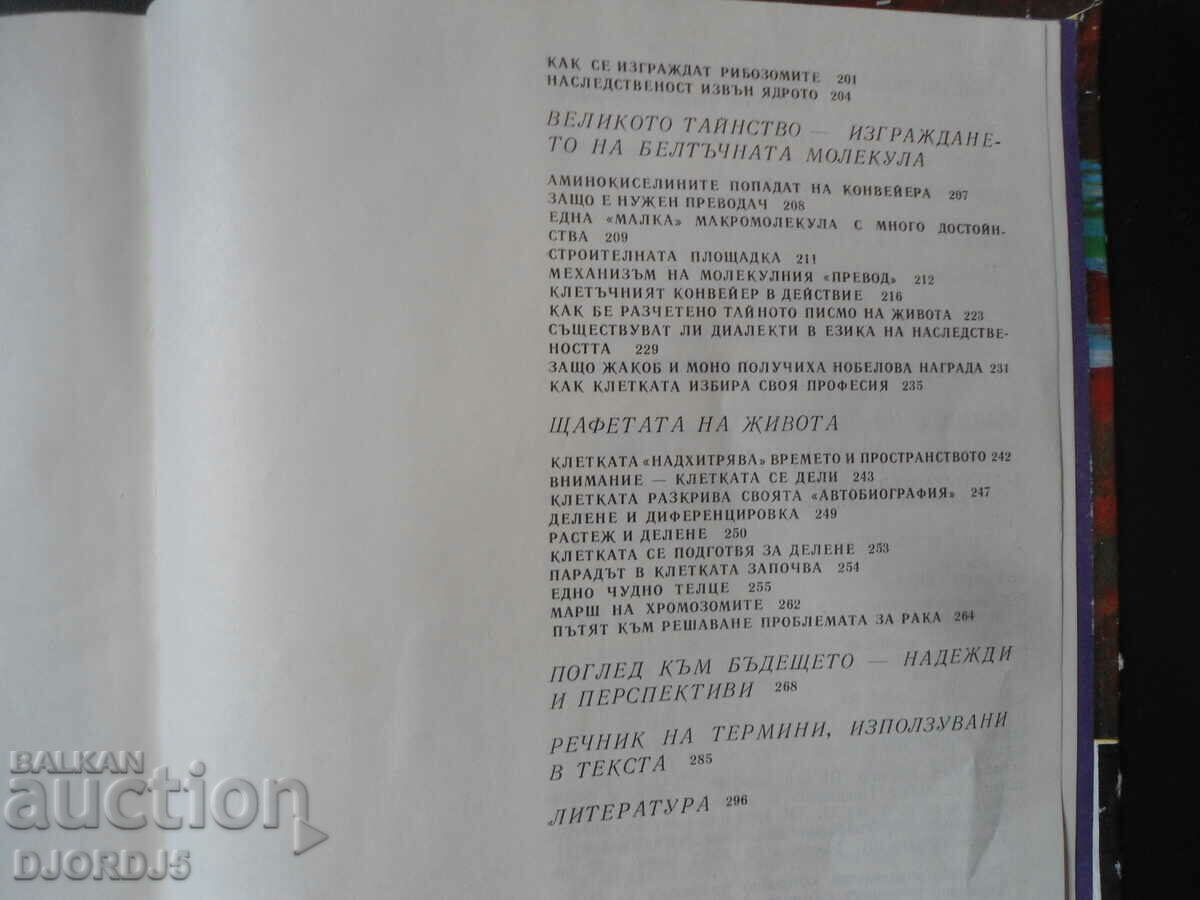 КАК СЕ ИЗГРАЖДАТ РИБОЗОМИТЕ 201
НАСЛЕДСТВЕНОСТ ИЗВЪН ЯДРОТО 204
ВЕЛИКОТО ТАЙНСТВО — ИЗГРАЖДАНЕ-
ТО НА БЕЛТЪЧНАТА МОЛЕКУЛА
АМИНОКИСЕЛИНИТЕ ПОПАДАТ НА КОНВЕЙЕРА 207
ЗАЩО Е НУЖЕН ПРЕВОДАЧ 208
ЕДНА «МАЛКА» МАКРОМОЛЕКУЛА С МНОГО ДОСТОЙН-
СТВА 209
СТРОИТЕЛНАТА ПЛОЩАДКА 211
МЕХАНИЗЪМ НА МОЛЕКУЛНИЯ «ПРЕВОД» 212
КЛЕТЪЧНИЯТ КОНВЕЙЕР В ДЕЙСТВИЕ 216
КАК БЕ РАЗЧЕТЕНО ТАЙНОТО ПИСМО НА ЖИВОТА 223
СЪЩЕСТВУВАТ ЛИ ДИАЛЕКТИ В ЕЗИКА НА НАСЛЕДСТВЕ-
НОСТТА 229
ЗАЩО ЖАКОБ И МОНО ПОЛУЧИХА НОБЕЛОВА НАГРАДА 231
КАК КЛЕТКАТА ИЗБИРА СВОЯ ПРОФЕСИЯ 235
ЩАФЕТАТА НА ЖИВОТА
КЛЕТКАТА «НАДХИТРЯВА» ВРЕМЕТО И ПРОСТРАНСТВОТО 242
ВНИМАНИЕ — КЛЕТКАТА СЕ ДЕЛИ 243
КЛЕТКАТА РАЗКРИВА СВОЯТА «АВТОБИОГРАФИЯ» 247
ДЕЛЕНЕ И ДИФЕРЕНЦИРОВКА 249
РАСТЕЖ И ДЕЛЕНЕ 250
КЛЕТКАТА СЕ ПОДГОТВЯ ЗА ДЕЛЕНЕ 253
ПАРАДЪТ В КЛЕТКАТА ЗАПОЧВА 254
ЕДНО ЧУДНО ТЕЛЦЕ 255
МАРШ НА ХРОМОЗОМИТЕ 262
ПЪТЯТ КЪМ РЕШАВАНЕ ПРОБЛЕМАТА ЗА РАКА 264
ПОГЛЕД КЪМ БЪДЕЩЕТО — НАДЕЖДИ
И ПЕРСПЕКТИВИ 268
РЕЧНИК НА ТЕРМИНИ, ИЗПОЛЗУВАНИ
В ТЕКСТА 285
ЛИТЕРАТУРА 296
BALKAN
auction
DJORDJ5